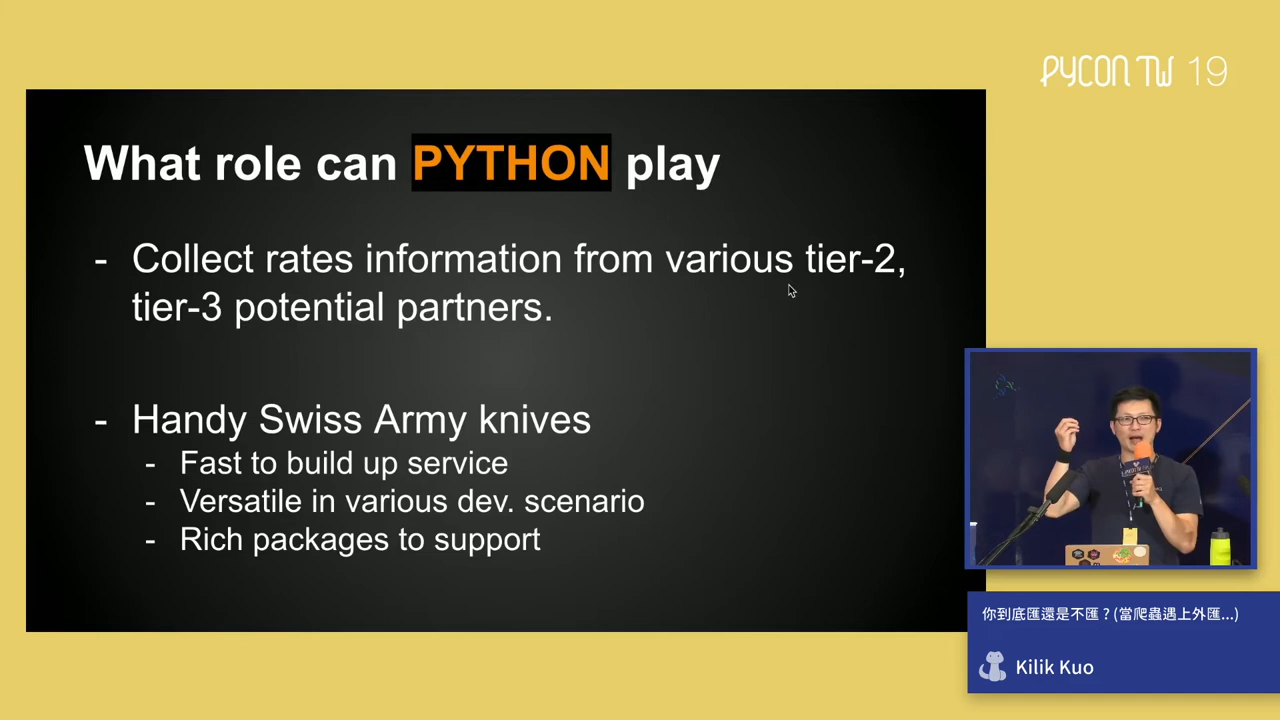 PYCON TW 19
What role can PYTHON play
- Collect rates information from various tier-2,
tier-3 potential partners.
- Handy Swiss Army knives
- Fast to build up service
- Versatile in various dev. scenario
- Rich packages to support
你到底匯還是不匯？(當爬蟲遇上外匯...)
Kilik Kuo